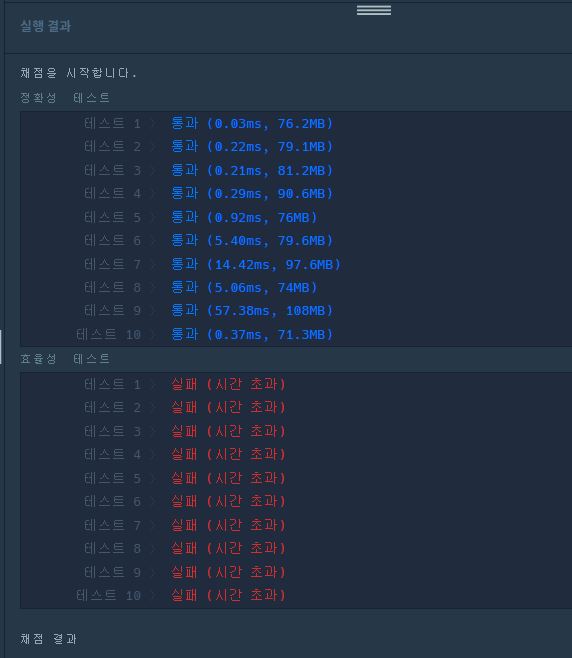 실행 결과
채점을 시작합니다.
정확성 테스트
테스트 1 〉 통과 (0.03ms, 76.2MB)
테스트 2 〉 통과 (0.22ms, 79.1MB)
테스트 3 〉 통과 (0.21ms, 81.2MB)
테스트 4 〉 통과 (0.29ms, 90.6MB)
테스트 5 〉 통과 (0.92ms, 76MB)
테스트 6 〉 통과 (5.40ms, 79.6MB)
테스트 7 〉 통과 (14.42ms, 97.6MB)
테스트 8 〉 통과 (5.06ms, 74MB)
테스트 9 〉 통과 (57.38ms, 108MB)
테스트 10 〉 통과 (0.37ms, 71.3MB)
효율성 테스트
테스트 1 〉 실패 (시간 초과)
테스트 2 〉 실패 (시간 초과)
테스트 3 〉 실패 (시간 초과)
테스트 4 〉 실패 (시간 초과)
테스트 5 〉 실패 (시간 초과)
테스트 6 〉 실패 (시간 초과)
테스트 7 〉 실패 (시간 초과)
테스트 8 〉 실패 (시간 초과)
테스트 9 〉 실패 (시간 초과)
테스트 10 〉 실패 (시간 초과)
채점 결과